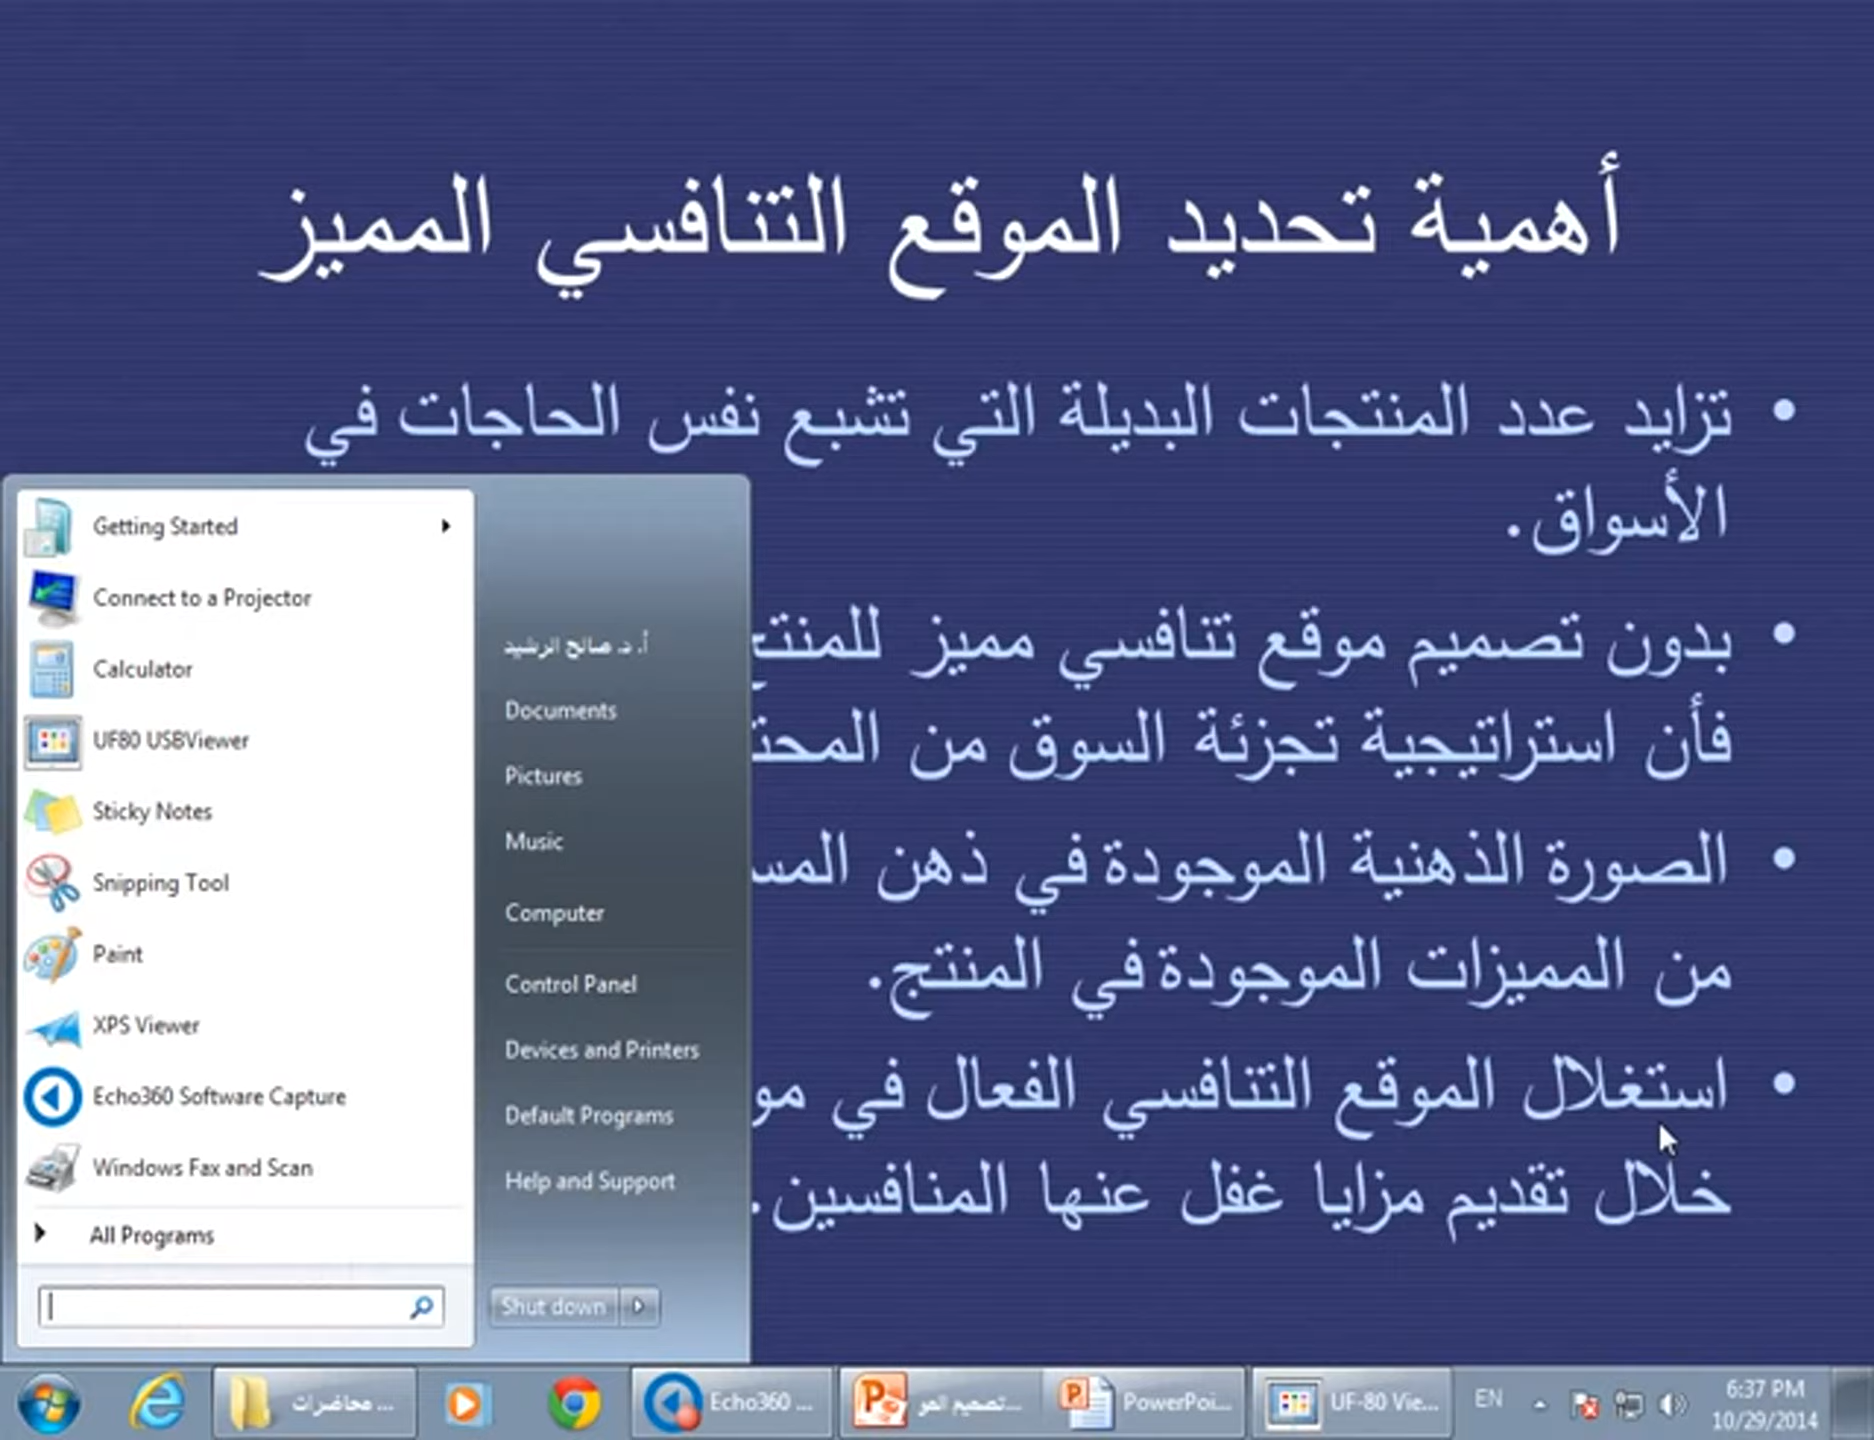 أهمية تحديد الموقع التنافسي المميز
• تزايد عدد المنتجات البديلة التي تشبع نفس الحاجات في
الأسواق.
• بدون تصميم موقع تنافسي مميز
فأن استراتيجية تجزئة السوق من
• الصورة الذهنية الموجودة في ذهن
من المميزات الموجودة في المنتج.
• استغلال الموقع التنافسي الفعال في
خلال تقديم مزايا غفل عنها المنافسين.
Getting Started
Connect to a Projector
Calculator
UF80 USBViewer
Sticky Notes
Snipping Tool
Paint
XPS Viewer
Echo360 Software Capture
Windows Fax and Scan
All Programs
أ. د. صالح الرشيد
Documents
Pictures
Music
Computer
Control Panel
Devices and Printers
Default Programs
Help and Support
Shut down
محاضرات ...
Echo360 ...
تصميم المو...
PowerPoi...
UF-80 Vie...
EN
6:37 PM
10/29/2014